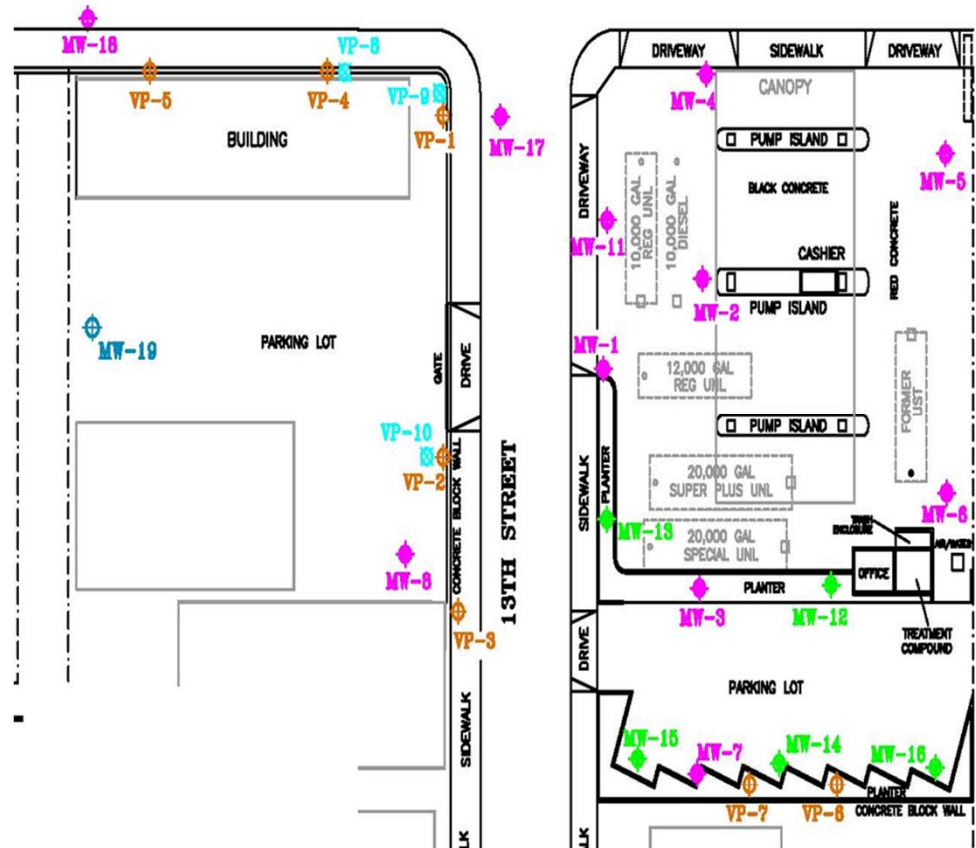 MW-18
VP-5
VP-4
VP-8
VP-9
VP-1
BUILDING
MW-17
MW-19
PARKING LOT
GATE
DRIVE
VP-10
VP-2
CONCRETE BLOCK WALL
MW-8
VP-3
SIDEWALK
LK
13TH STREET
DRIVEWAY
SIDEWALK
DRIVEWAY
MW-4
CANOPY
PUMP ISLAND
MW-5
BLACK CONCRETE
DRIVEWAY
10,000 GAL
REG UNL
10,000 GAL
DIESEL
MW-11
CASHIER
RED CONCRETE
MW-2
PUMP ISLAND
MW-1
12,000 GAL
REG UNL
FORMER
UST
PUMP ISLAND
SIDEWALK
PLANTER
20,000 GAL
SUPER PLUS UNL
MW-6
MW-13
20,000 GAL
SPECIAL UNL
TRASH
ENCLOSURE
AIR/WATER
OFFICE
PLANTER
MW-3
MW-12
TREATMENT
COMPOUND
DRIVE
PARKING LOT
MW-15
MW-7
MW-14
MW-16
PLANTER
VP-7
VP-6
CONCRETE BLOCK WALL
LK